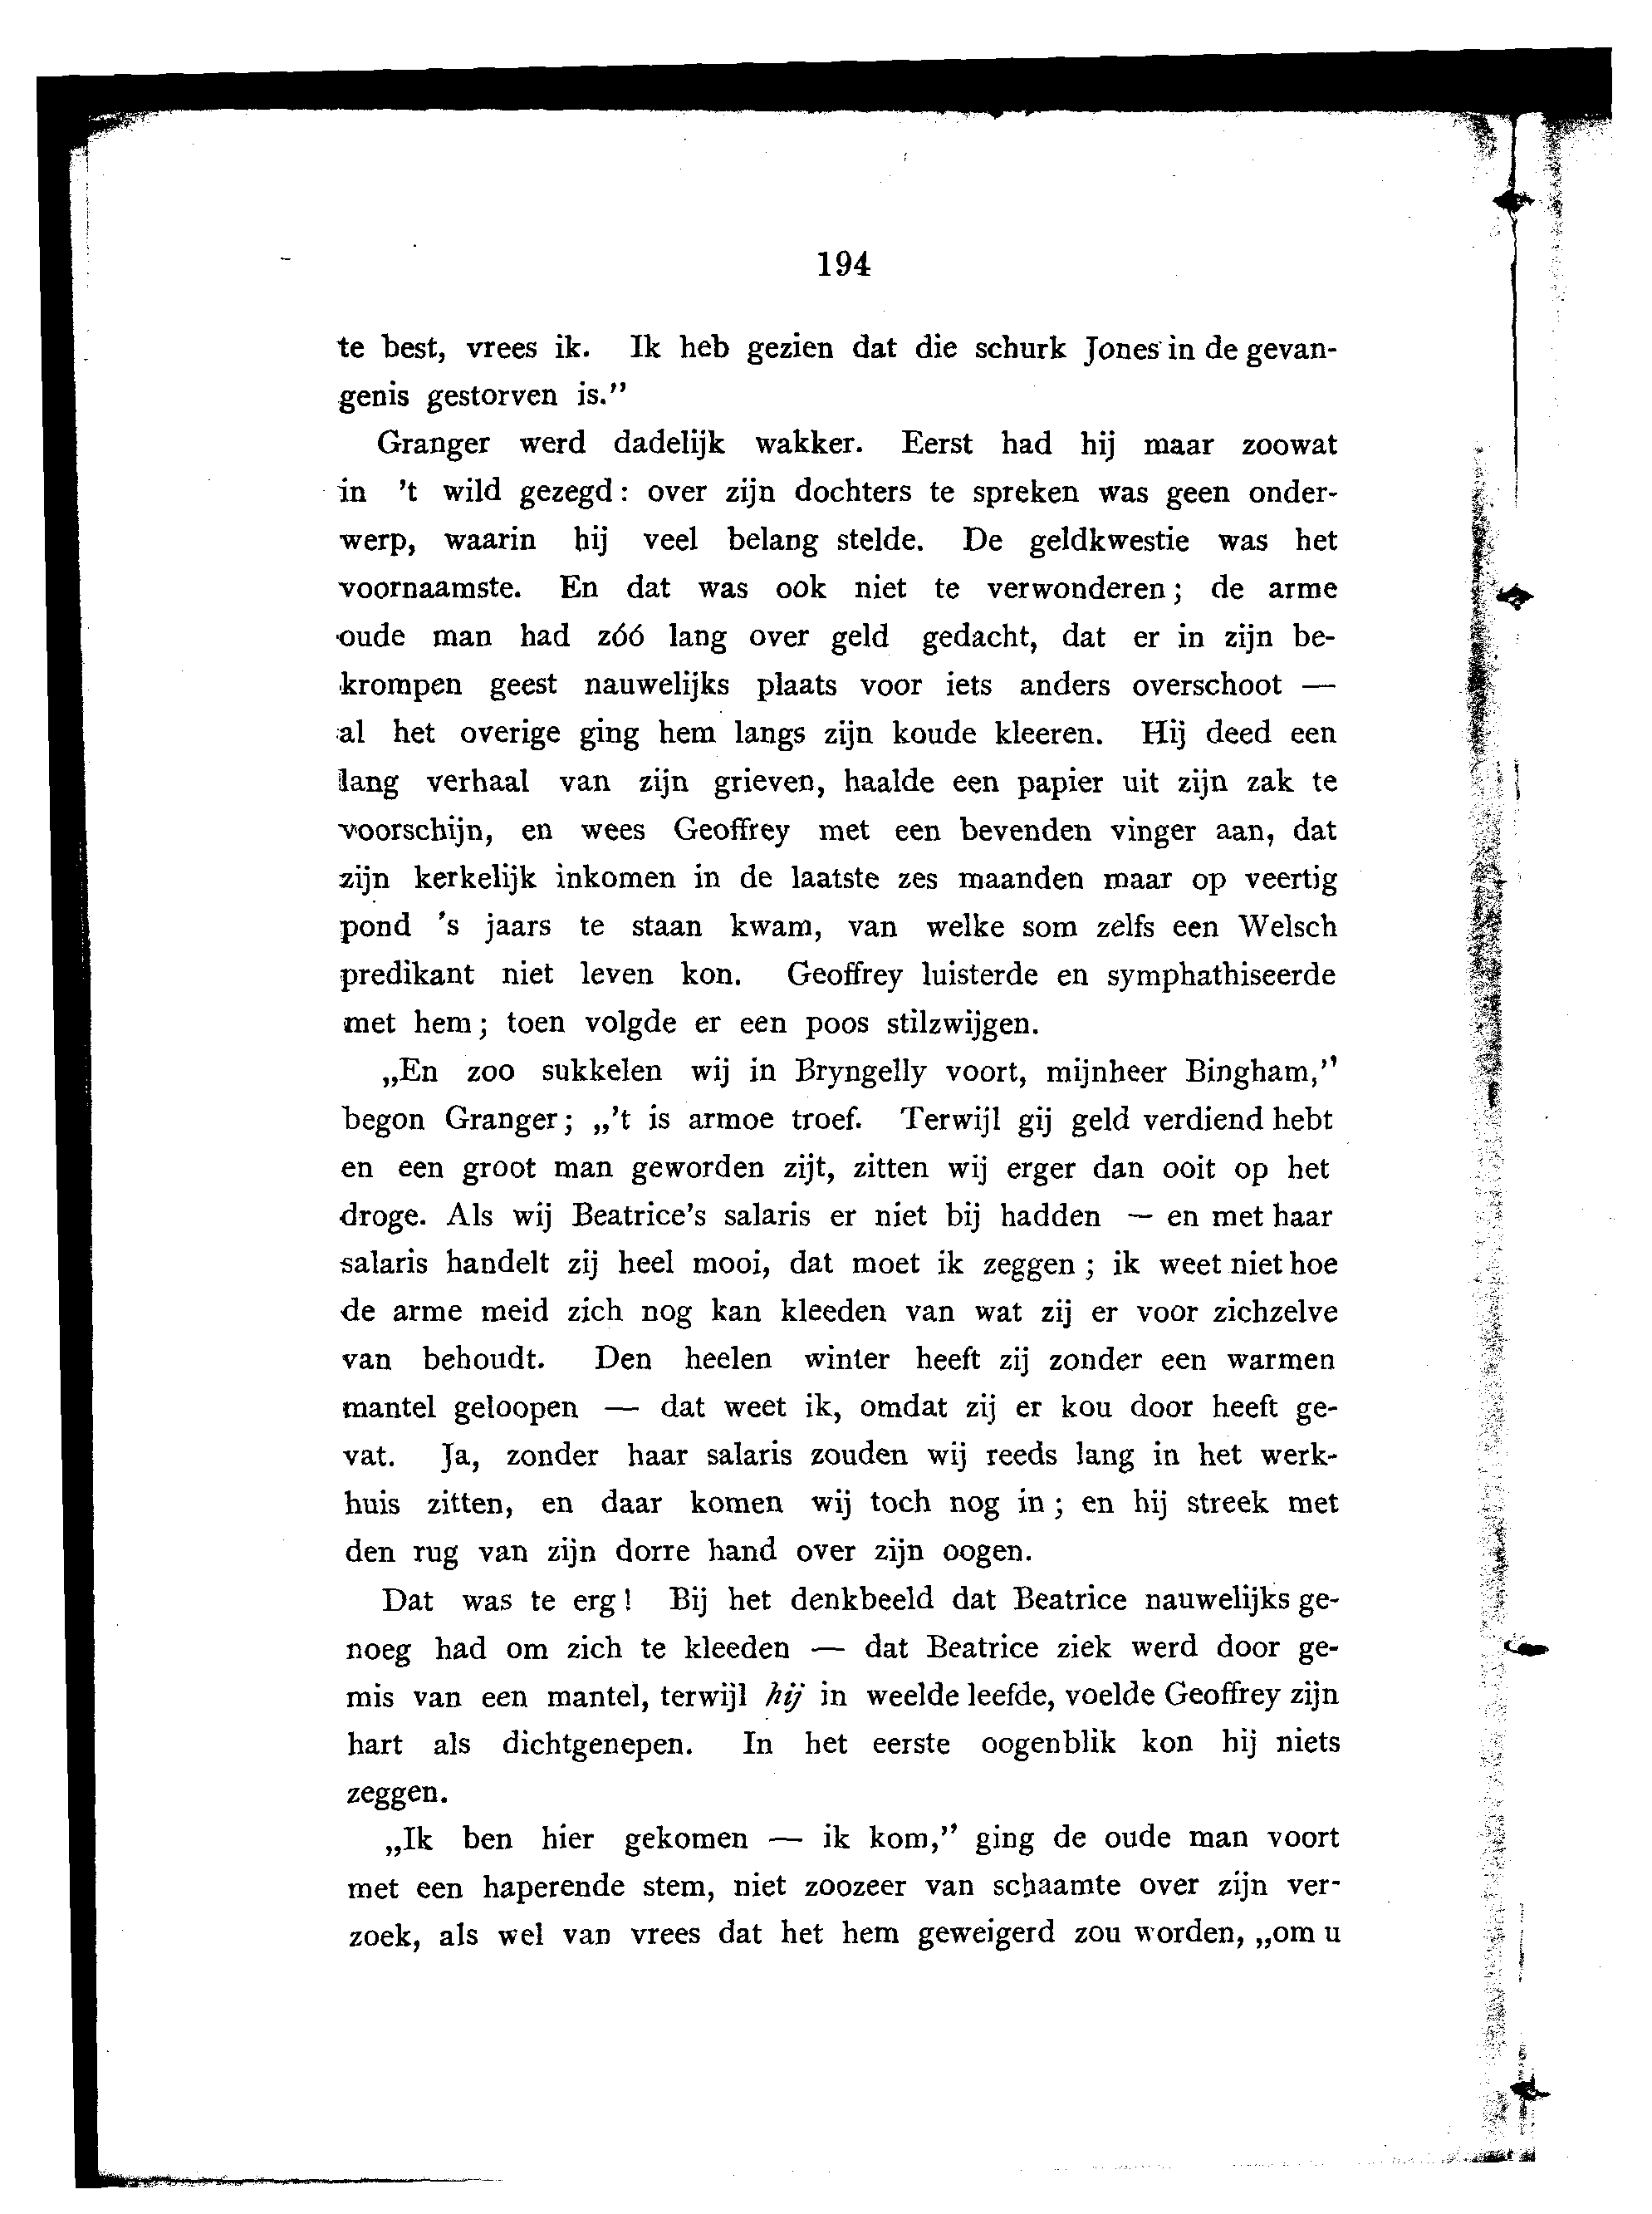 194
te best, vrees ik. Ik heb gezien dat die schurk Jones in de gevan-
genis gestorven is.”
Granger werd dadelijk wakker. Eerst had hij maar zoowat
in ’t wild gezegd: over zijn dochters te spreken was geen onder-
werp, waarin hij veel belang stelde. De geldkwestie was het
voornaamste. En dat was ook niet te verwonderen; de arme
oude man had zóó lang over geld gedacht, dat er in zijn be-
krompen geest nauwelijks plaats voor iets anders overschoot —
al het overige ging hem langs zijn koude kleeren. Hij deed een
lang verhaal van zijn grieven, haalde een papier uit zijn zak te
voorschijn, en wees Geoffrey met een bevenden vinger aan, dat
zijn kerkelijk inkomen in de laatste zes maanden maar op veertig
pond ’s jaars te staan kwam, van welke som zelfs een Welsch
predikant niet leven kon. Geoffrey luisterde en symphathiseerde
met hem; toen volgde er een poos stilzwijgen.
„En zoo sukkelen wij in Bryngelly voort, mijnheer Bingham,”
begon Granger; „’t is armoe troef. Terwijl gij geld verdiend hebt
en een groot man geworden zijt, zitten wij erger dan ooit op het
droge. Als wij Beatrice’s salaris er niet bij hadden — en met haar
salaris handelt zij heel mooi, dat moet ik zeggen; ik weet niet hoe
de arme meid zich nog kan kleeden van wat zij er voor zichzelve
van behoudt. Den heelen winter heeft zij zonder een warmen
mantel geloopen — dat weet ik, omdat zij er kou door heeft ge-
vat. Ja, zonder haar salaris zouden wij reeds lang in het werk-
huis zitten, en daar komen wij toch nog in; en hij streek met
den rug van zijn dorre hand over zijn oogen.
Dat was te erg! Bij het denkbeeld dat Beatrice nauwelijks ge-
noeg had om zich te kleeden — dat Beatrice ziek werd door ge-
mis van een mantel, terwijl hij in weelde leefde, voelde Geoffrey zijn
hart als dichtgenepen. In het eerste oogenblik kon hij niets
zeggen.
„Ik ben hier gekomen — ik kom,” ging de oude man voort
met een haperende stem, niet zoozeer van schaamte over zijn ver-
zoek, als wel van vrees dat het hem geweigerd zou worden, „om u